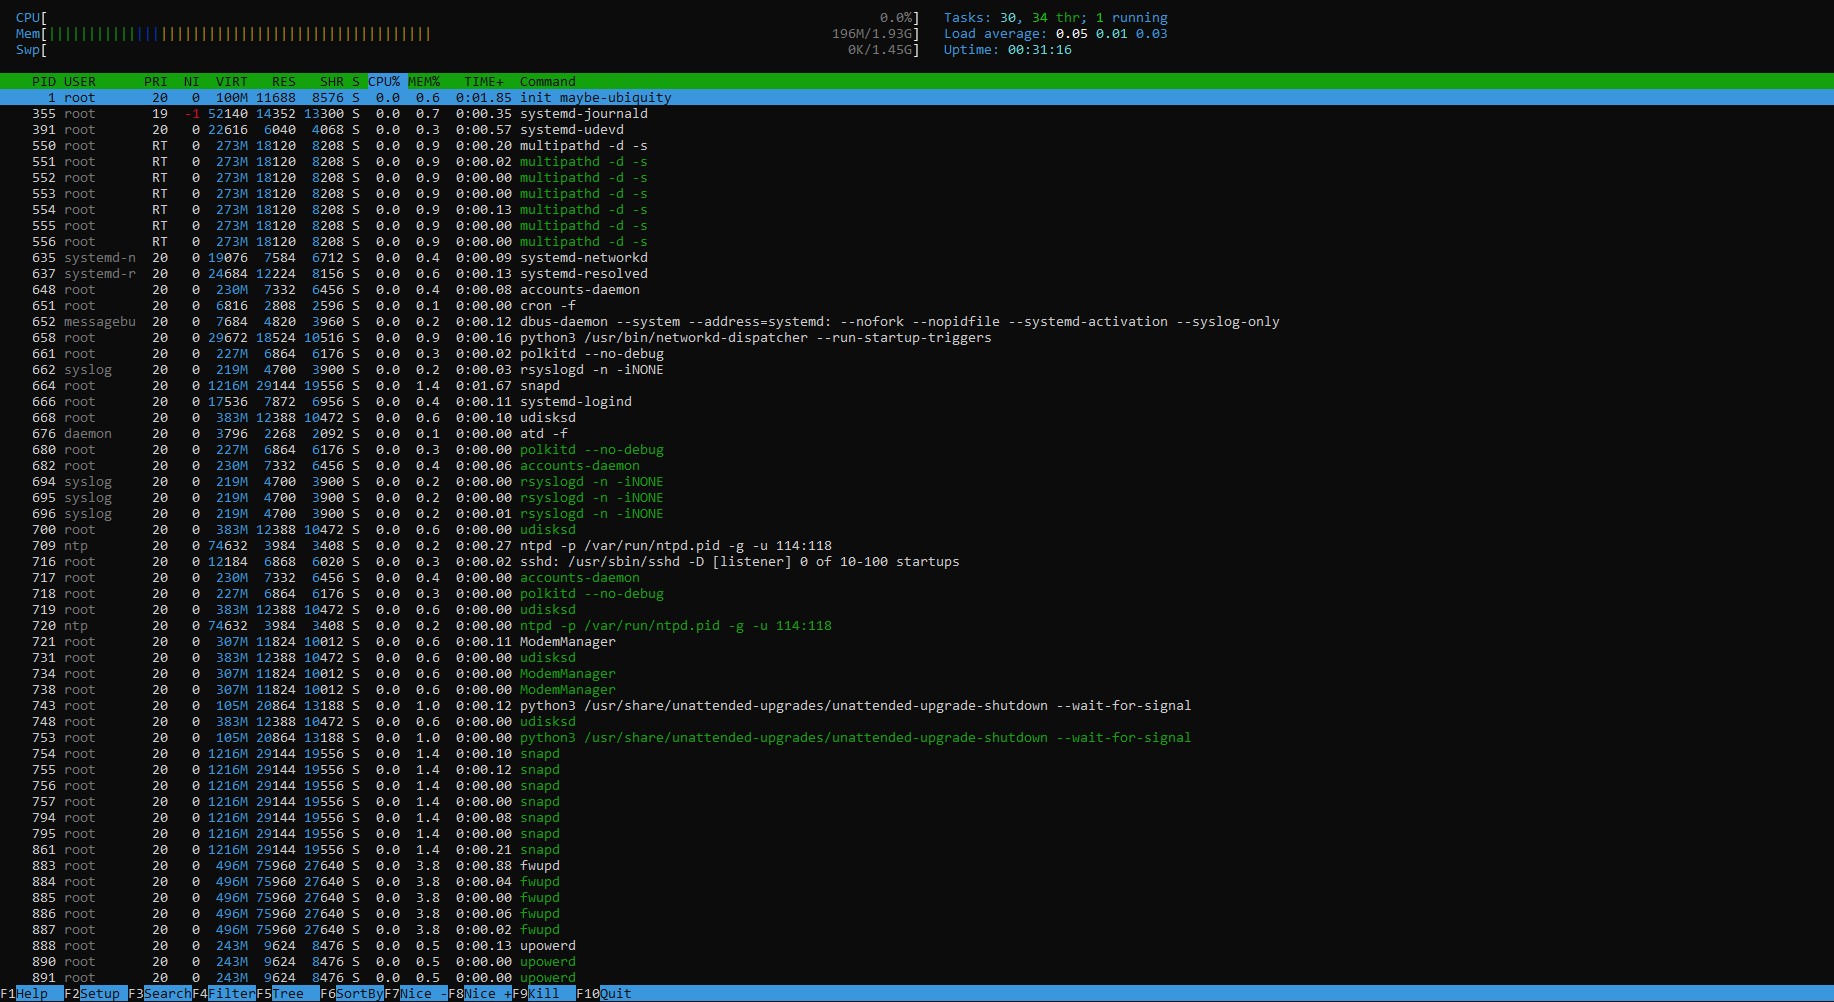 CPU[ 0.0%] Tasks: 30, 34 thr; 1 running
Mem[|||||||||||||||||||||||||||||||||||||||||||||||| 196M/1.93G] Load average: 0.05 0.01 0.03
Swp[ 0K/1.45G] Uptime: 00:31:16
PID USER PRI NI VIRT RES SHR S CPU% MEM% TIME+ Command
1 root 20 0 100M 11688 8576 S 0.0 0.6 0:01.85 init maybe-ubiquity
355 root 19 -1 52140 14352 13300 S 0.0 0.7 0:00.35 systemd-journald
391 root 20 0 22616 6040 4068 S 0.0 0.3 0:00.57 systemd-udevd
550 root RT 0 273M 18120 8208 S 0.0 0.9 0:00.20 multipathd -d -s
551 root RT 0 273M 18120 8208 S 0.0 0.9 0:00.02 multipathd -d -s
552 root RT 0 273M 18120 8208 S 0.0 0.9 0:00.00 multipathd -d -s
553 root RT 0 273M 18120 8208 S 0.0 0.9 0:00.00 multipathd -d -s
554 root RT 0 273M 18120 8208 S 0.0 0.9 0:00.13 multipathd -d -s
555 root RT 0 273M 18120 8208 S 0.0 0.9 0:00.00 multipathd -d -s
556 root RT 0 273M 18120 8208 S 0.0 0.9 0:00.00 multipathd -d -s
635 systemd-n 20 0 19076 7584 6712 S 0.0 0.4 0:00.09 systemd-networkd
637 systemd-r 20 0 24684 12224 8156 S 0.0 0.6 0:00.13 systemd-resolved
648 root 20 0 230M 7332 6456 S 0.0 0.4 0:00.08 accounts-daemon
651 root 20 0 6816 2808 2596 S 0.0 0.1 0:00.00 cron -f
652 messagebu 20 0 7684 4820 3960 S 0.0 0.2 0:00.12 dbus-daemon --system --address=systemd: --nofork --nopidfile --systemd-activation --syslog-only
658 root 20 0 29672 18524 10516 S 0.0 0.9 0:00.16 python3 /usr/bin/networkd-dispatcher --run-startup-triggers
661 root 20 0 227M 6864 6176 S 0.0 0.3 0:00.02 polkitd --no-debug
662 syslog 20 0 219M 4700 3900 S 0.0 0.2 0:00.03 rsyslogd -n -iNONE
664 root 20 0 1216M 29144 19556 S 0.0 1.4 0:01.67 snapd
666 root 20 0 17536 7872 6956 S 0.0 0.4 0:00.11 systemd-logind
668 root 20 0 383M 12388 10472 S 0.0 0.6 0:00.10 udisksd
676 daemon 20 0 3796 2268 2092 S 0.0 0.1 0:00.00 atd -f
680 root 20 0 227M 6864 6176 S 0.0 0.3 0:00.00 polkitd --no-debug
682 root 20 0 230M 7332 6456 S 0.0 0.4 0:00.06 accounts-daemon
694 syslog 20 0 219M 4700 3900 S 0.0 0.2 0:00.00 rsyslogd -n -iNONE
695 syslog 20 0 219M 4700 3900 S 0.0 0.2 0:00.00 rsyslogd -n -iNONE
696 syslog 20 0 219M 4700 3900 S 0.0 0.2 0:00.01 rsyslogd -n -iNONE
700 root 20 0 383M 12388 10472 S 0.0 0.6 0:00.00 udisksd
709 ntp 20 0 74632 3984 3408 S 0.0 0.2 0:00.27 ntpd -p /var/run/ntpd.pid -g -u 114:118
716 root 20 0 12184 6868 6020 S 0.0 0.3 0:00.02 sshd: /usr/sbin/sshd -D [listener] 0 of 10-100 startups
717 root 20 0 230M 7332 6456 S 0.0 0.4 0:00.00 accounts-daemon
718 root 20 0 227M 6864 6176 S 0.0 0.3 0:00.00 polkitd --no-debug
719 root 20 0 383M 12388 10472 S 0.0 0.6 0:00.00 udisksd
720 ntp 20 0 74632 3984 3408 S 0.0 0.2 0:00.00 ntpd -p /var/run/ntpd.pid -g -u 114:118
721 root 20 0 307M 11824 10012 S 0.0 0.6 0:00.11 ModemManager
731 root 20 0 383M 12388 10472 S 0.0 0.6 0:00.00 udisksd
734 root 20 0 307M 11824 10012 S 0.0 0.6 0:00.00 ModemManager
738 root 20 0 307M 11824 10012 S 0.0 0.6 0:00.00 ModemManager
743 root 20 0 105M 20864 13188 S 0.0 1.0 0:00.12 python3 /usr/share/unattended-upgrades/unattended-upgrade-shutdown --wait-for-signal
748 root 20 0 383M 12388 10472 S 0.0 0.6 0:00.00 udisksd
753 root 20 0 105M 20864 13188 S 0.0 1.0 0:00.00 python3 /usr/share/unattended-upgrades/unattended-upgrade-shutdown --wait-for-signal
754 root 20 0 1216M 29144 19556 S 0.0 1.4 0:00.10 snapd
755 root 20 0 1216M 29144 19556 S 0.0 1.4 0:00.12 snapd
756 root 20 0 1216M 29144 19556 S 0.0 1.4 0:00.00 snapd
757 root 20 0 1216M 29144 19556 S 0.0 1.4 0:00.00 snapd
794 root 20 0 1216M 29144 19556 S 0.0 1.4 0:00.08 snapd
795 root 20 0 1216M 29144 19556 S 0.0 1.4 0:00.00 snapd
861 root 20 0 1216M 29144 19556 S 0.0 1.4 0:00.21 snapd
883 root 20 0 496M 75960 27640 S 0.0 3.8 0:00.88 fwupd
884 root 20 0 496M 75960 27640 S 0.0 3.8 0:00.04 fwupd
885 root 20 0 496M 75960 27640 S 0.0 3.8 0:00.00 fwupd
886 root 20 0 496M 75960 27640 S 0.0 3.8 0:00.06 fwupd
887 root 20 0 496M 75960 27640 S 0.0 3.8 0:00.02 fwupd
888 root 20 0 243M 9624 8476 S 0.0 0.5 0:00.13 upowerd
890 root 20 0 243M 9624 8476 S 0.0 0.5 0:00.00 upowerd
891 root 20 0 243M 9624 8476 S 0.0 0.5 0:00.00 upowerd
F1Help F2Setup F3SearchF4FilterF5Tree F6SortByF7Nice -F8Nice +F9Kill F10Quit